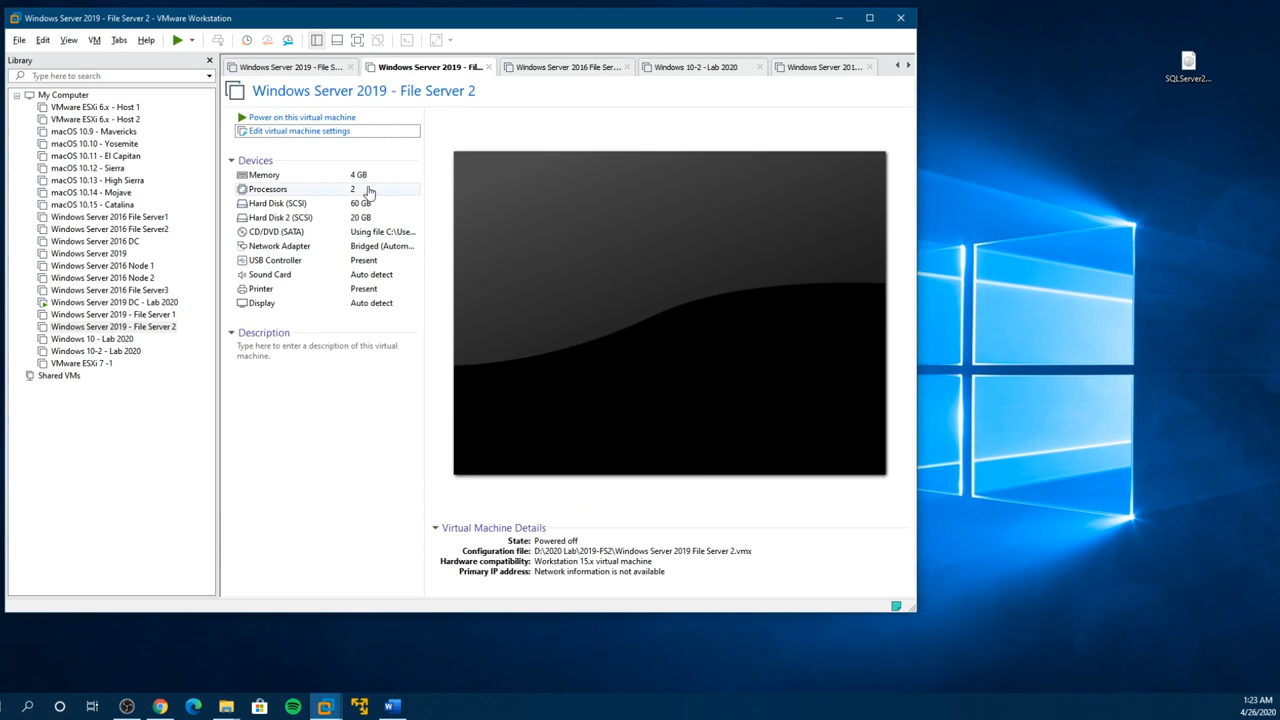 Windows Server 2019 - File Server 2 - VMware Workstation
File Edit View VM Tabs Help
Library
Type here to search
My Computer
VMware ESXi 6.x - Host 1
VMware ESXi 6.x - Host 2
macOS 10.9 - Mavericks
macOS 10.10 - Yosemite
macOS 10.11 - El Capitan
macOS 10.12 - Sierra
macOS 10.13 - High Sierra
macOS 10.14 - Mojave
macOS 10.15 - Catalina
Windows Server 2016 File Server1
Windows Server 2016 File Server2
Windows Server 2016 DC
Windows Server 2019
Windows Server 2016 Node 1
Windows Server 2016 Node 2
Windows Server 2016 File Server3
Windows Server 2019 DC - Lab 2020
Windows Server 2019 - File Server 1
Windows Server 2019 - File Server 2
Windows 10 - Lab 2020
Windows 10-2 - Lab 2020
VMware ESXi 7 -1
Shared VMs
Windows Server 2019 - File S...
Windows Server 2019 - Fil...
Windows Server 2016 File Ser...
Windows 10-2 - Lab 2020
Windows Server 201...
Windows Server 2019 - File Server 2
Power on this virtual machine
Edit virtual machine settings
Devices
Memory 4 GB
Processors 2
Hard Disk (SCSI) 60 GB
Hard Disk 2 (SCSI) 20 GB
CD/DVD (SATA) Using file C:\Use...
Network Adapter Bridged (Autom...
USB Controller Present
Sound Card Auto detect
Printer Present
Display Auto detect
Description
Type here to enter a description of this virtual
machine.
Virtual Machine Details
State: Powered off
Configuration file: D:\2020 Lab\2019-FS2\Windows Server 2019 File Server 2.vmx
Hardware compatibility: Workstation 15.x virtual machine
Primary IP address: Network information is not available
SQLServer2...
1:23 AM
4/26/2020